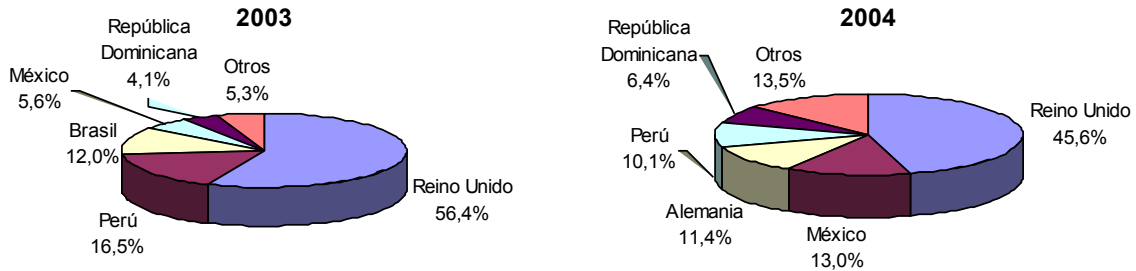 2003
República
Dominicana
4,1%
Otros
5,3%
México
5,6%
Brasil
12,0%
Perú
16,5%
Reino Unido
56,4%
2004
República
Dominicana
6,4%
Otros
13,5%
Reino Unido
45,6%
Perú
10,1%
Alemania
11,4%
México
13,0%